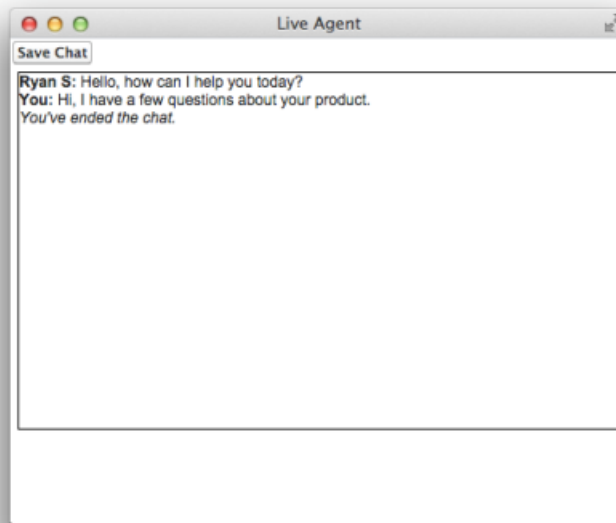 Live Agent
Save Chat
Ryan S: Hello, how can I help you today?
You: Hi, I have a few questions about your product.
You've ended the chat.